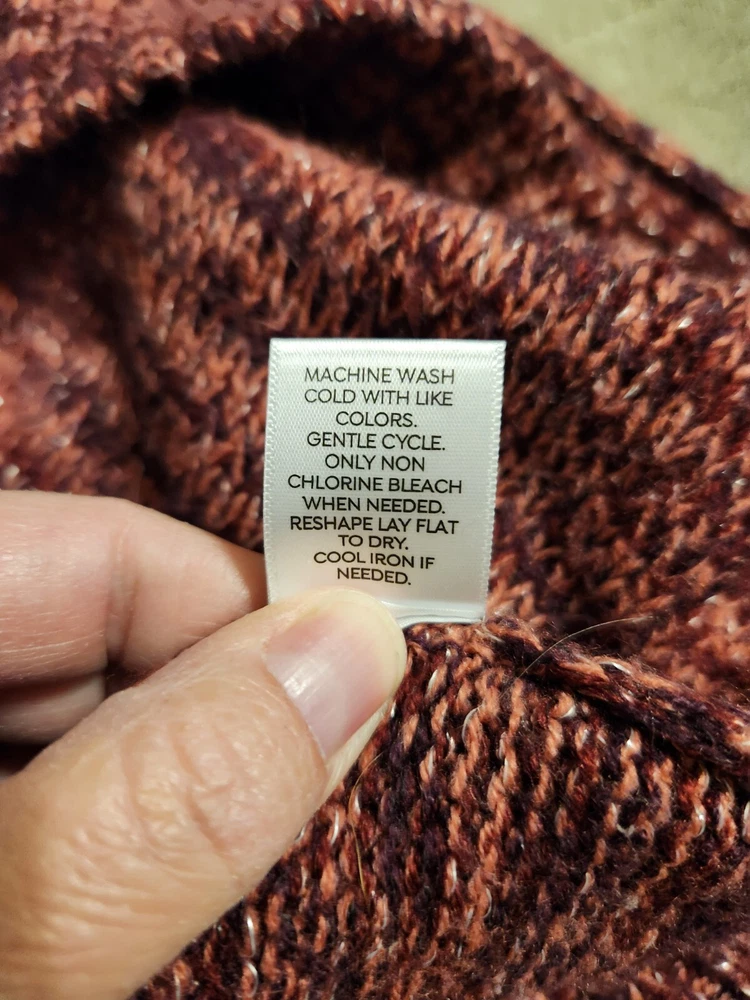 MACHINE WASH
COLD WITH LIKE
COLORS.
GENTLE CYCLE.
ONLY NON
CHLORINE BLEACH
WHEN NEEDED.
RESHAPE LAY FLAT
TO DRY.
COOL IRON IF
NEEDED.